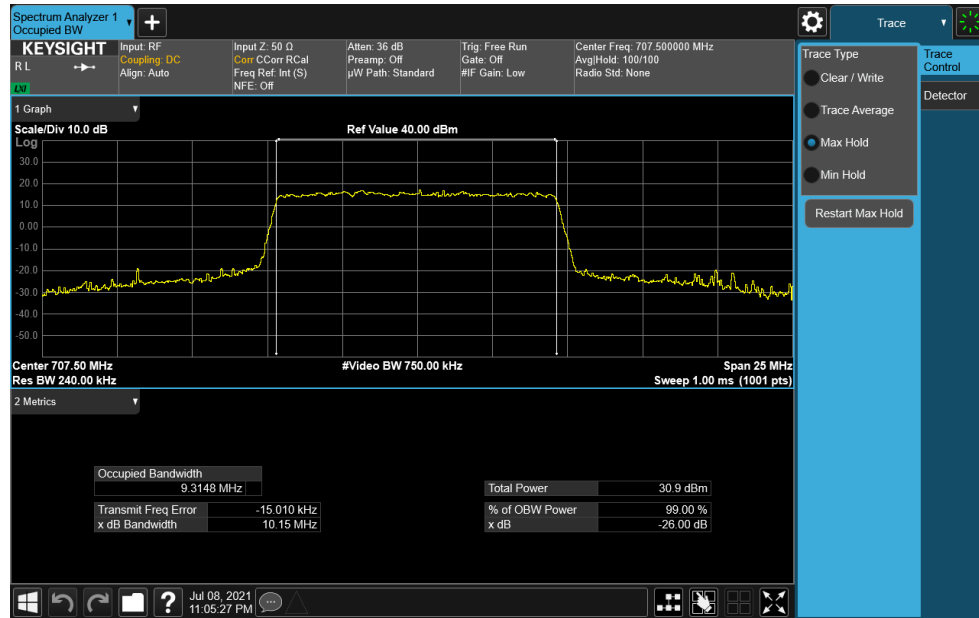 Spectrum Analyzer 1
Occupied BW
Trace
KEYSIGHT
R L
LXI
Input: RF
Coupling: DC
Align: Auto
Input Z: 50 Ω
Corr CCorr RCal
Freq Ref: Int (S)
NFE: Off
Atten: 36 dB
Preamp: Off
µW Path: Standard
Trig: Free Run
Gate: Off
#IF Gain: Low
Center Freq: 707.500000 MHz
Avg|Hold: 100/100
Radio Std: None
Trace Type
Clear / Write
Trace Average
Max Hold
Min Hold
Restart Max Hold
Trace
Control
Detector
1 Graph
Scale/Div 10.0 dB
Ref Value 40.00 dBm
Log
30.0
20.0
10.0
0.00
-10.0
-20.0
-30.0
-40.0
-50.0
Center 707.50 MHz
#Video BW 750.00 kHz
Span 25 MHz
Res BW 240.00 kHz
Sweep 1.00 ms (1001 pts)
2 Metrics
Occupied Bandwidth
9.3148 MHz
Total Power 30.9 dBm
Transmit Freq Error -15.010 kHz
% of OBW Power 99.00 %
x dB Bandwidth 10.15 MHz
x dB -26.00 dB
?
Jul 08, 2021
11:05:27 PM